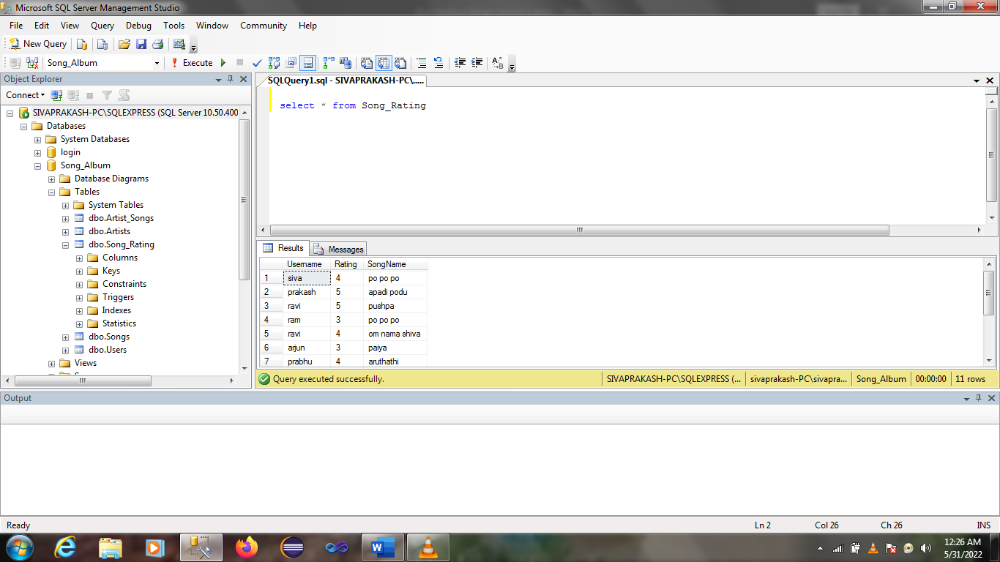 Microsoft SQL Server Management Studio
File Edit View Query Debug Tools Window Community Help
New Query
Song_Album Execute
Object Explorer
Connect
SIVAPRAKASH-PC\SQLEXPRESS (SQL Server 10.50.400
Databases
System Databases
login
Song_Album
Database Diagrams
Tables
System Tables
dbo.Artist_Songs
dbo.Artists
dbo.Song_Rating
Columns
Keys
Constraints
Triggers
Indexes
Statistics
dbo.Songs
dbo.Users
Views
SQLQuery1.sql - SIVAPRAKASH-PC\.....
select * from Song_Rating
Results Messages
Username Rating SongName
1 siva 4 po po po
2 prakash 5 apadi podu
3 ravi 5 pushpa
4 ram 3 po po po
5 ravi 4 om nama shiva
6 arjun 3 paiya
7 prabhu 4 aruthathi
Query executed successfully. SIVAPRAKASH-PC\SQLEXPRESS (... sivaprakash-PC\sivapra... Song_Album 00:00:00 11 rows
Output
Ready Ln 2 Col 26 Ch 26 INS
12:26 AM
5/31/2022